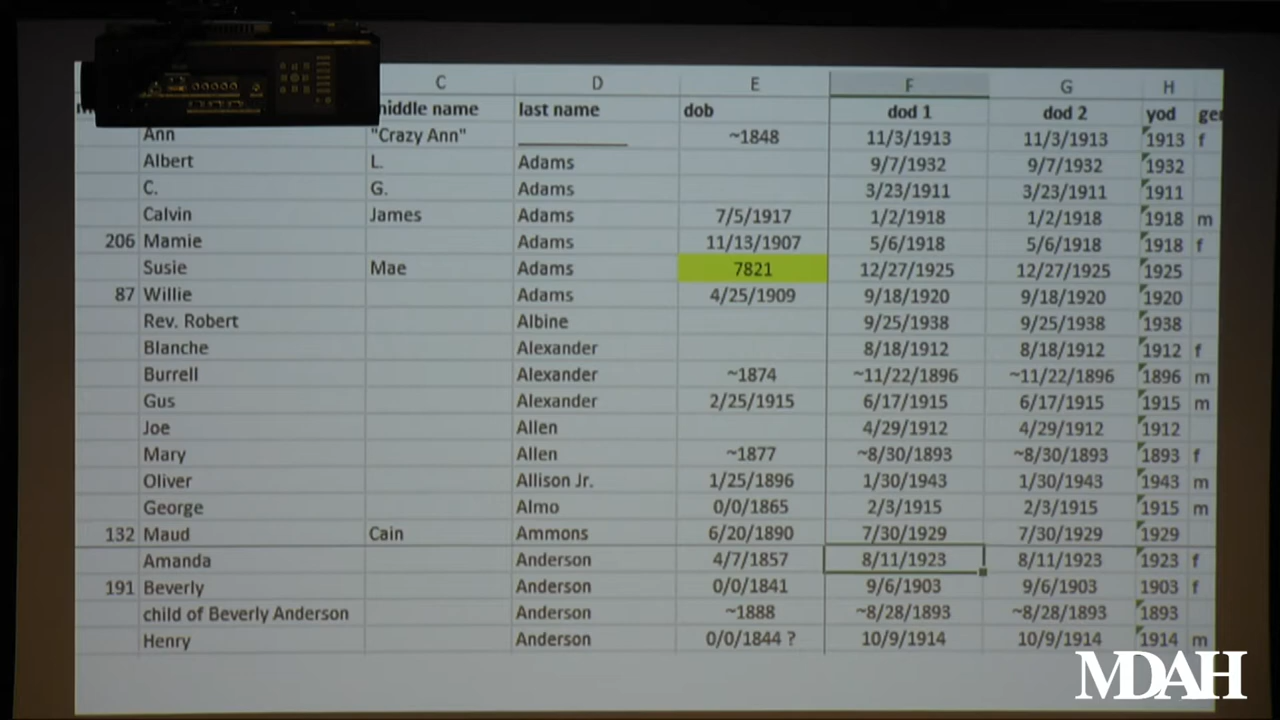 C D E F G H
middle name last name dob dod 1 dod 2 yod
Ann "Crazy Ann" ~1848 11/3/1913 11/3/1913 1913 f
Albert L. Adams 9/7/1932 9/7/1932 1932
C. G. Adams 3/23/1911 3/23/1911 1911
Calvin James Adams 7/5/1917 1/2/1918 1/2/1918 1918 m
206 Mamie Adams 11/13/1907 5/6/1918 5/6/1918 1918 f
Susie Mae Adams 7821 12/27/1925 12/27/1925 1925
87 Willie Adams 4/25/1909 9/18/1920 9/18/1920 1920
Rev. Robert Albine 9/25/1938 9/25/1938 1938
Blanche Alexander 8/18/1912 8/18/1912 1912 f
Burrell Alexander ~1874 ~11/22/1896 ~11/22/1896 1896 m
Gus Alexander 2/25/1915 6/17/1915 6/17/1915 1915 m
Joe Allen 4/29/1912 4/29/1912 1912
Mary Allen ~1877 ~8/30/1893 ~8/30/1893 1893 f
Oliver Allison Jr. 1/25/1896 1/30/1943 1/30/1943 1943 m
George Almo 0/0/1865 2/3/1915 2/3/1915 1915 m
132 Maud Cain Ammons 6/20/1890 7/30/1929 7/30/1929 1929
Amanda Anderson 4/7/1857 8/11/1923 8/11/1923 1923 f
191 Beverly Anderson 0/0/1841 9/6/1903 9/6/1903 1903 f
child of Beverly Anderson Anderson ~1888 ~8/28/1893 ~8/28/1893 1893
Henry Anderson 0/0/1844 ? 10/9/1914 10/9/1914 1914 m
MDAH